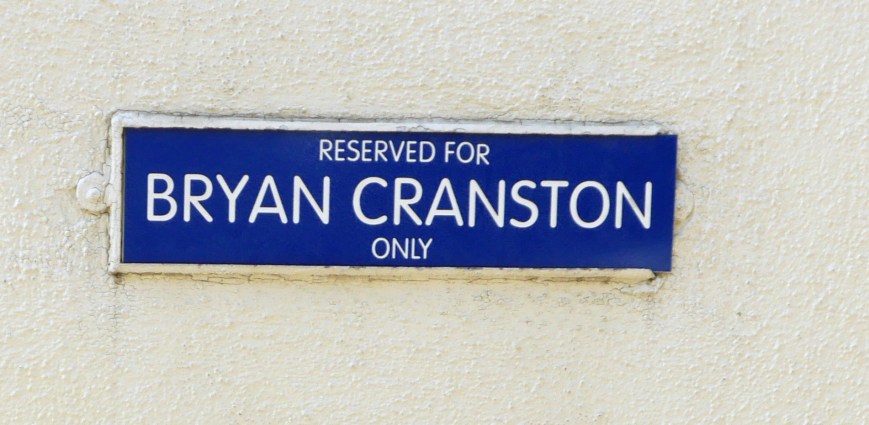 RESERVED FOR
BRYAN CRANSTON
ONLY